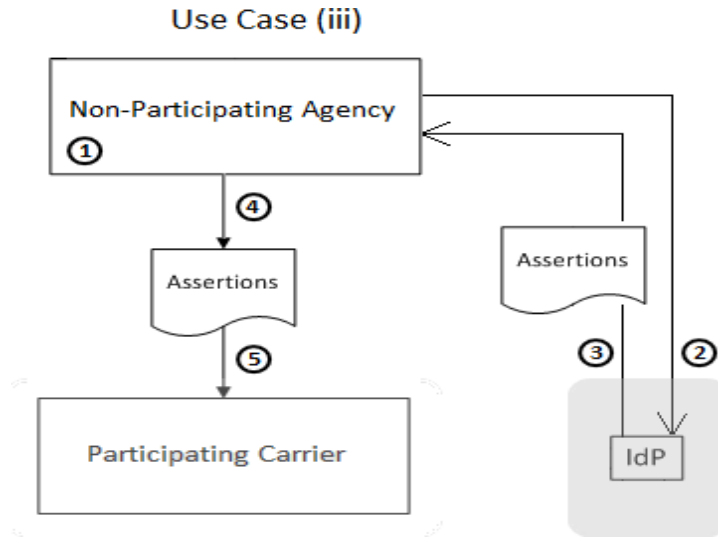 Use Case (iii)
Non-Participating Agency
1
4
Assertions
Assertions
5
3
2
Participating Carrier
IdP